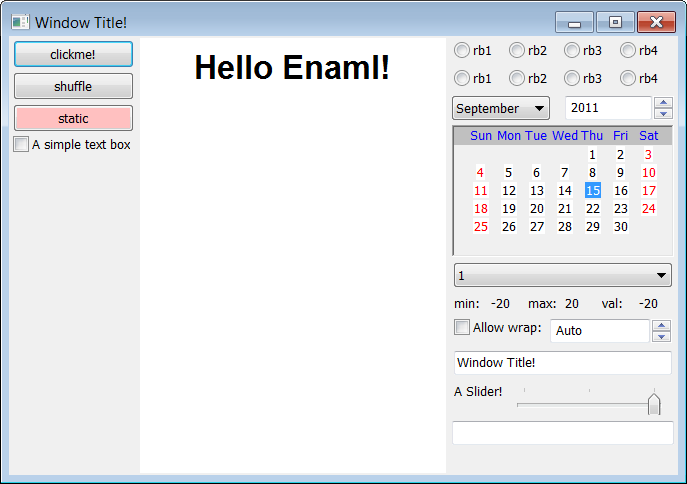 Window Title!
clickme!
shuffle
static
A simple text box
Hello Enaml!
rb1 rb2 rb3 rb4
rb1 rb2 rb3 rb4
September 2011
Sun Mon Tue Wed Thu Fri Sat
1 2 3
4 5 6 7 8 9 10
11 12 13 14 15 16 17
18 19 20 21 22 23 24
25 26 27 28 29 30
1
min: -20 max: 20 val: -20
Allow wrap: Auto
Window Title!
A Slider!